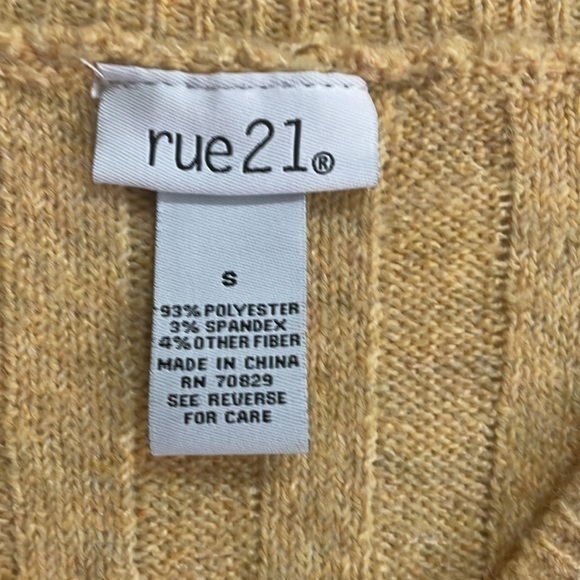 rue21®
S
93% POLYESTER
3% SPANDEX
4% OTHER FIBER
MADE IN CHINA
RN 70829
SEE REVERSE
FOR CARE